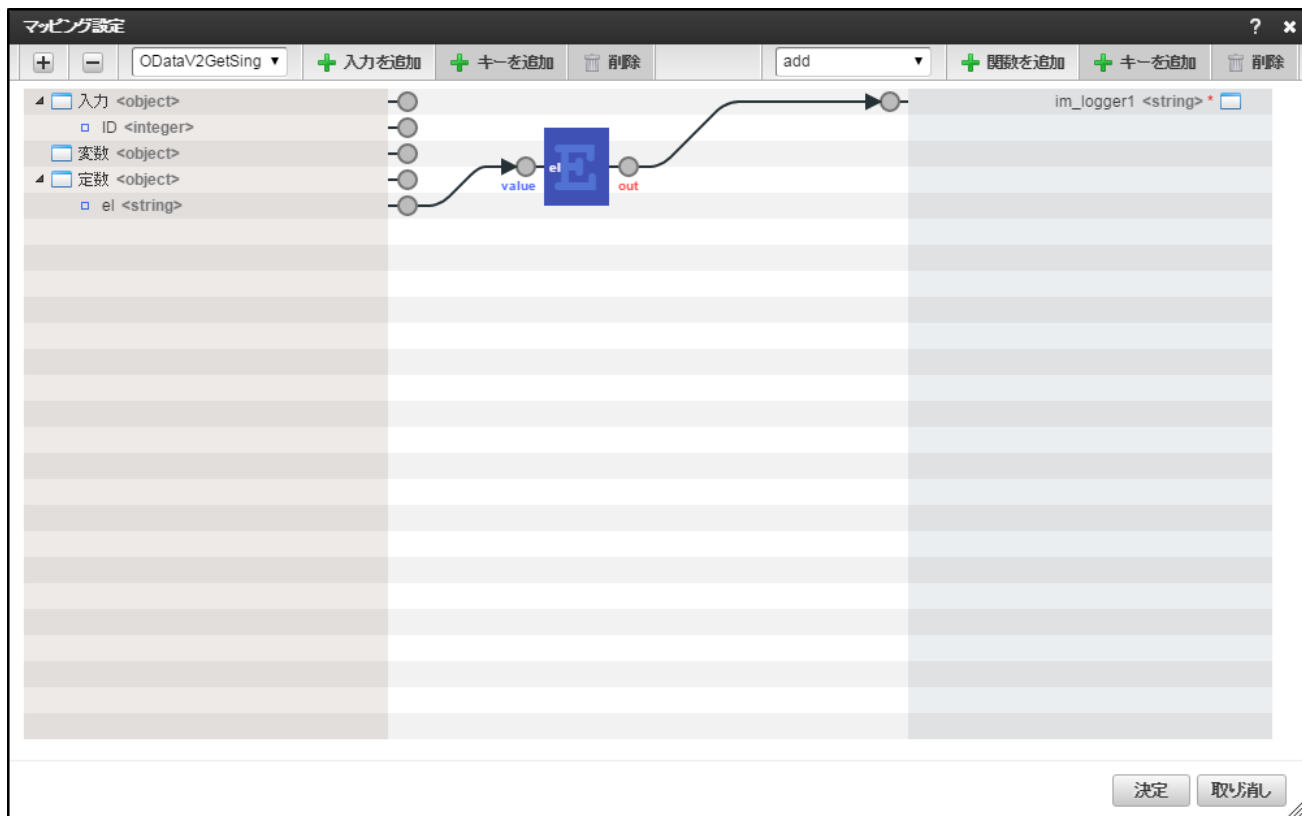 マッピング設定 ? ×
ODataV2GetSing ▼ 入力を追加 キーを追加 削除 add ▼ 関数を追加 キーを追加 削除
入力 <object> im_logger1 <string> *
ID <integer>
変数 <object> el E
定数 <object> value out
el <string>
決定 取り消し